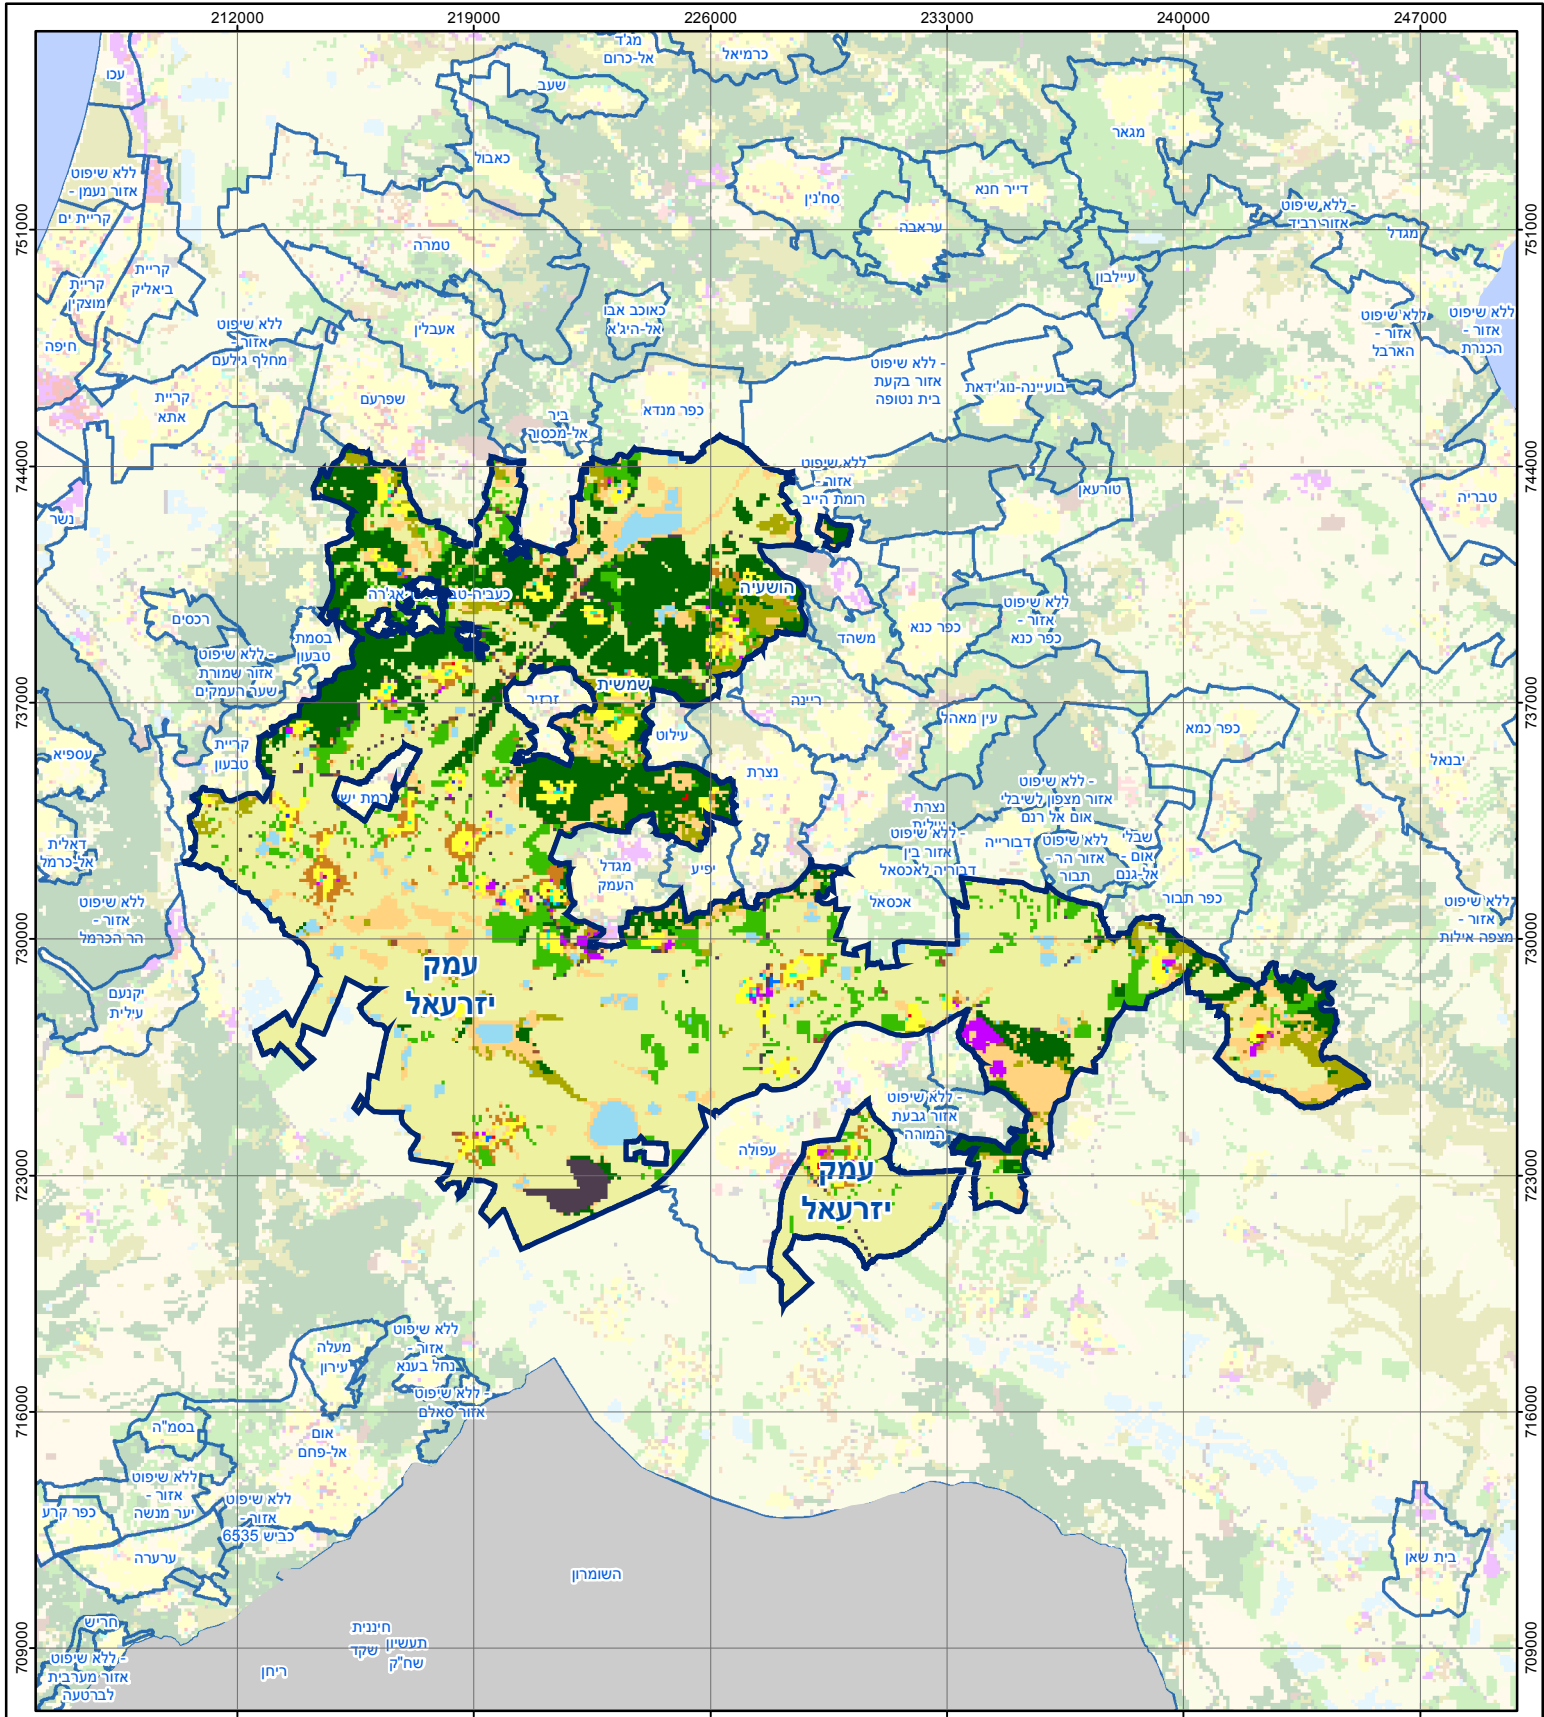 212000
219000
226000
233000
240000
247000
751000
744000
737000
730000
723000
716000
709000
751000
744000
737000
730000
723000
716000
709000
עכו
מג'ד
אל-כרום
כרמיאל
שעב
מגאר
כאבול
ללא שיפוט
אזור נעמן -
קריית ים
סח'נין
דייר חנא
עראבה
ללא שיפוט -
אזור רביד
מגדל
טמרה
קריית
ביאליק
קריית
מוצקין
עיילבון
חיפה
ללא שיפוט
אזור -
מחלף גילעם
אעבלין
כאוכב אבו
אל-היג'א
ללא שיפוט
אזור -
הארבל
ללא שיפוט
אזור -
הכנרת
ללא שיפוט -
אזור בקעת
בית נטופה
בועיינה-נוג'ידאת
קריית
אתא
שפרעם
ביר
אל-מכסור
כפר מנדא
ללא שיפוט
אזור -
רומת הייב
טורעאן
טבריה
נשר
כעביה-טב
אג'רה
הושעיה
רכסים
בסמת
טבעון
ללא שיפוט -
אזור שמורת
שער העמקים
משהד
כפר כנא
ללא שיפוט
אזור -
כפר כנא
שמשית
זרזיר
ריינה
עילוט
עין מאהל
כפר כמא
יבנאל
עספיא
קריית
טבעון
נצרת
רמת יש
ללא שיפוט -
אזור מצפון לשיבלי
אום אל רנם
נצרת
עילית
ללא שיפוט -
אזור בין
דבוריה לאכסאל
דבורייה
ללא שיפוט
אזור הר -
תבור
שבלי
אום -
אל-גנם
דאלית
אל-כרמל
מגדל
העמק
יפיע
אכסאל
כפר תבור
ללא שיפוט
אזור -
הר הכרמל
ללא שיפוט
אזור -
מצפה אילות
עמק
יזרעאל
יקנעם
עילית
ללא שיפוט -
אזור גבעת
המורה
עפולה
עמק
יזרעאל
מעלה
עירון
ללא שיפוט
אזור -
נחל בענא
ללא שיפוט -
אזור סאלם
בסמ"ה
אום
אל-פחם
ללא שיפוט
אזור -
יער מנשה
ללא שיפוט
אזור -
כביש 6535
כפר קרע
ערערה
בית שאן
השומרון
חריש
ללא שיפוט -
אזור מערבית
לברטעה
חיננית
שקד
תעשיון
שח"ק
ריחן